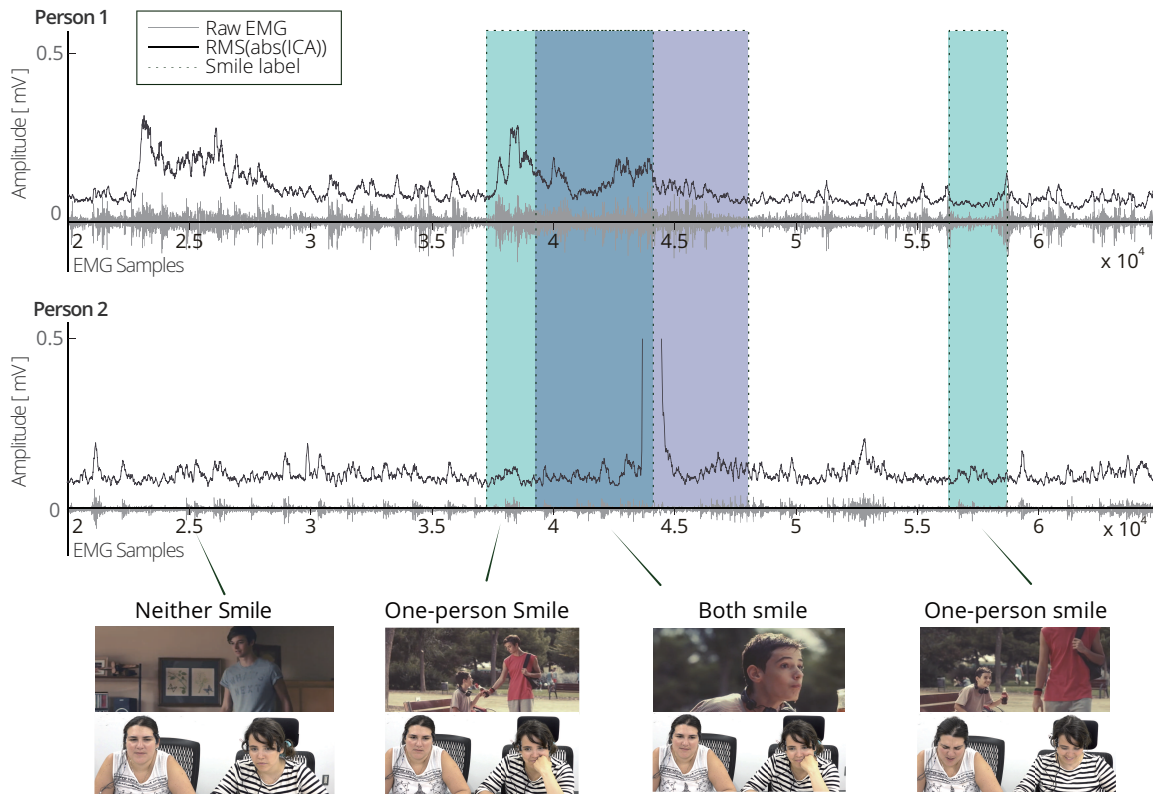 Person 1
Raw EMG
RMS(abs(ICA))
Smile label
0.5
Amplitude [ mV ]
0
2 2.5 3 3.5 4 4.5 5 5.5 6
x 10⁴
EMG Samples
Person 2
0.5
Amplitude [ mV ]
0
2 2.5 3 3.5 4 4.5 5 5.5 6
x10⁴
EMG Samples
Neither Smile
One-person Smile
Both smile
One-person smile